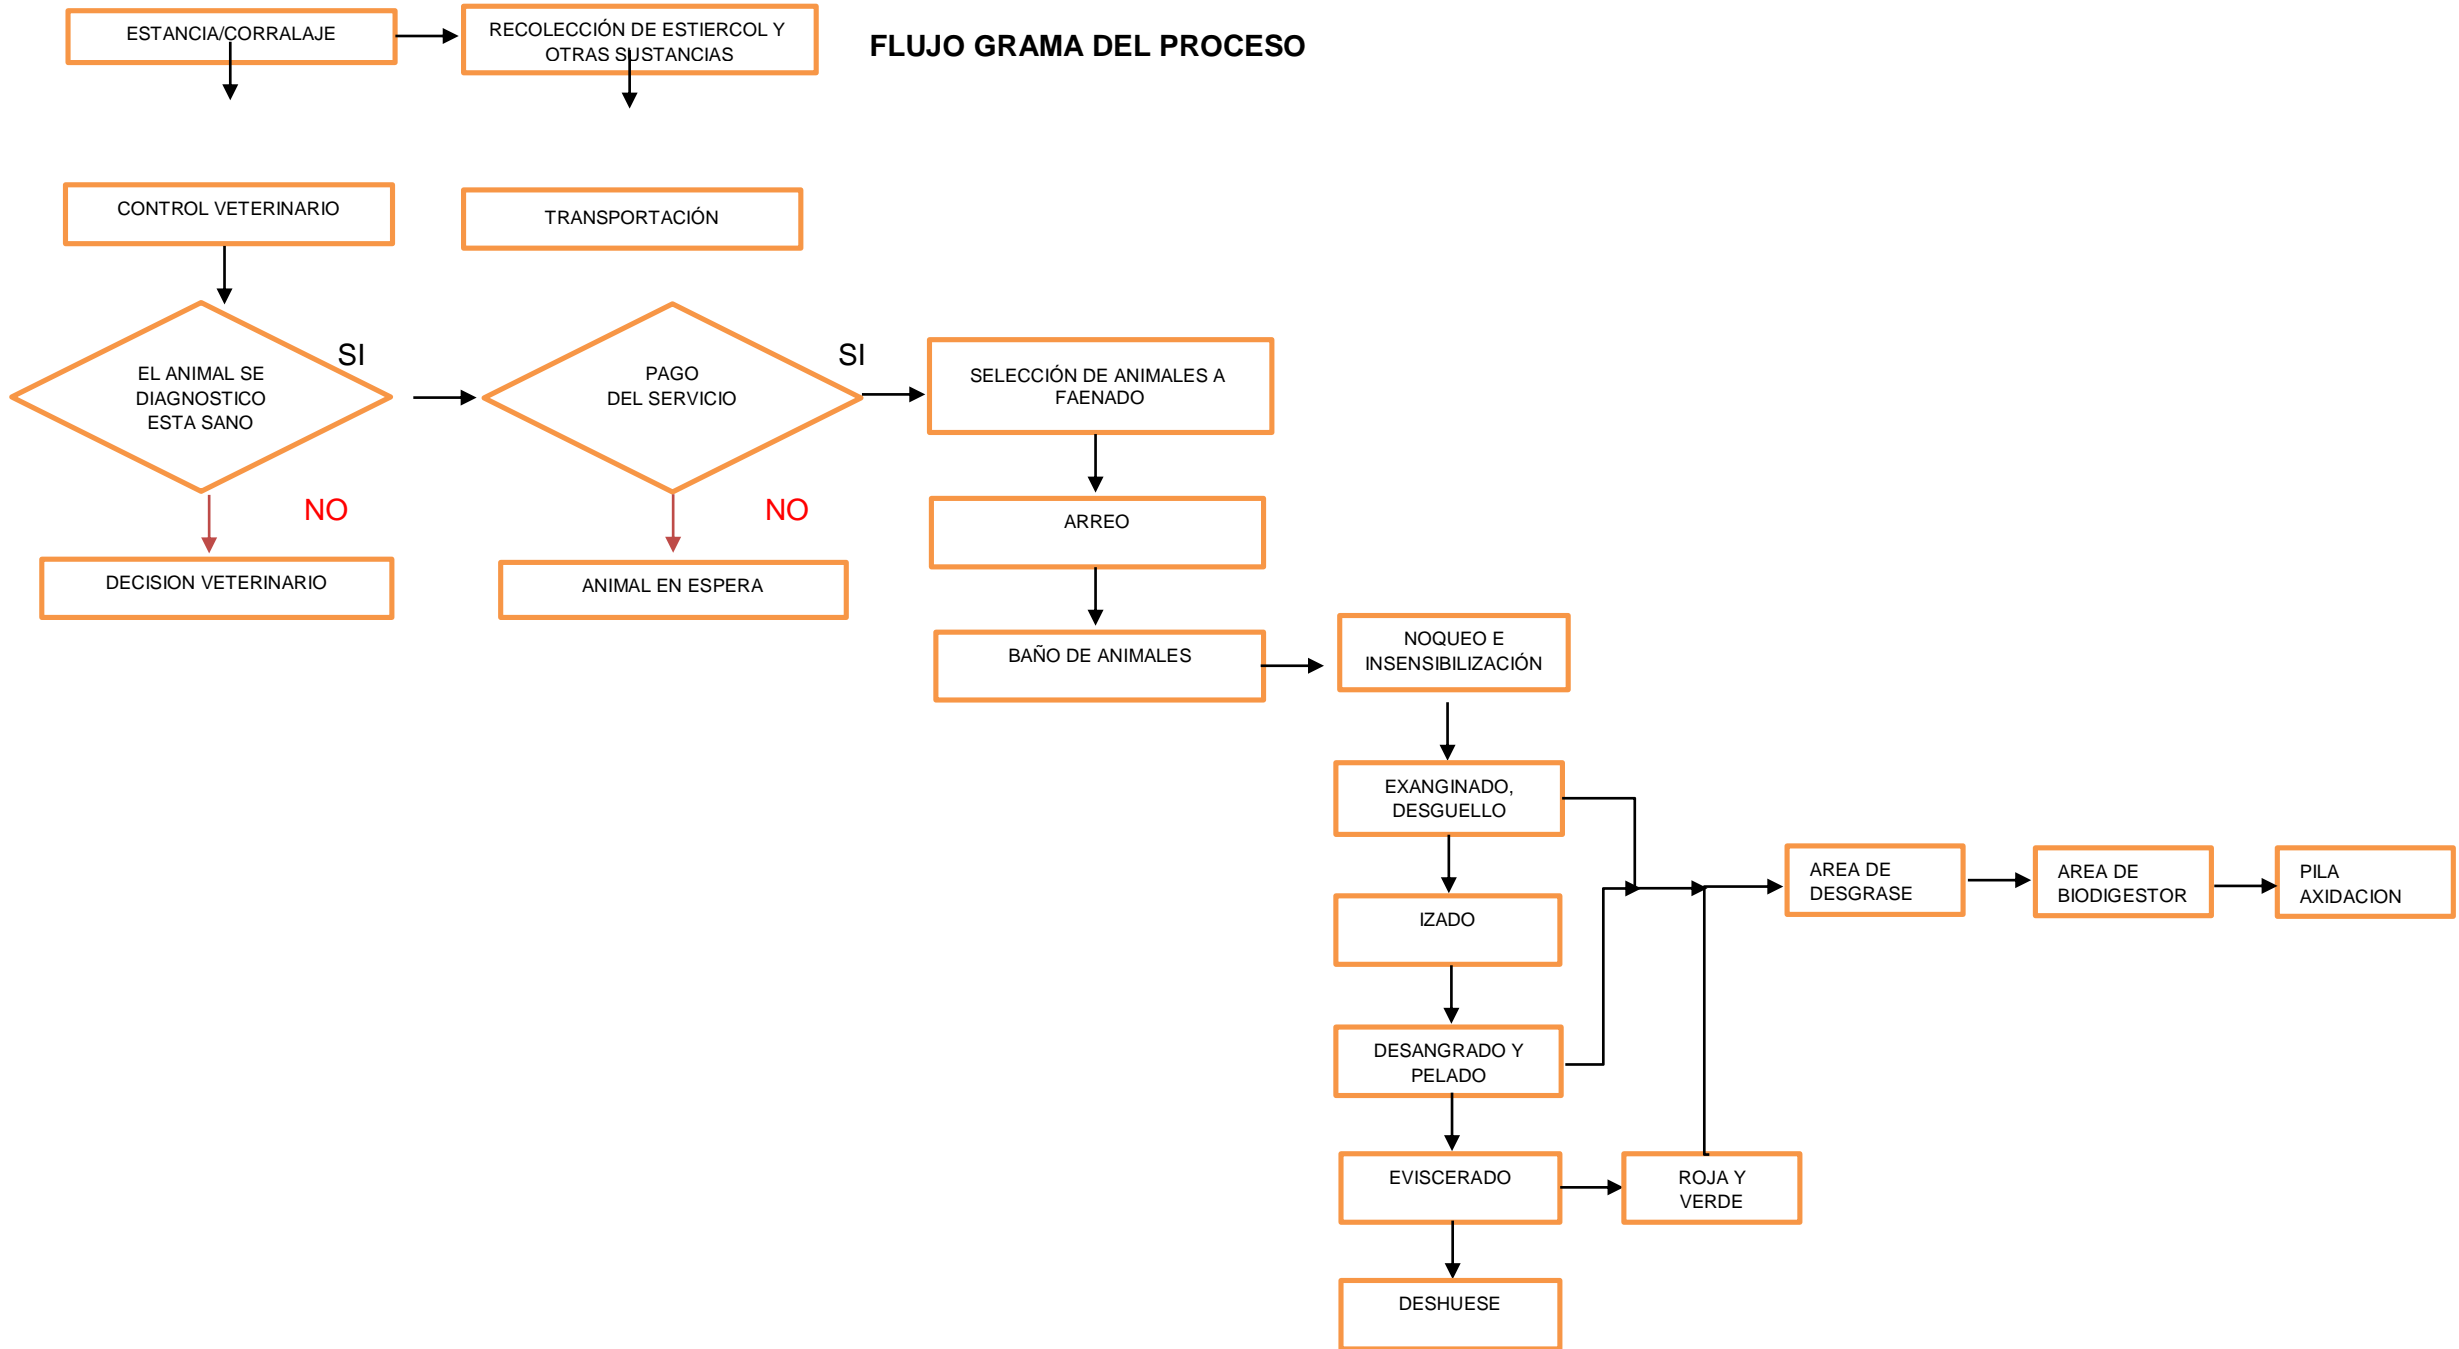 ESTANCIA/CORRALAJE
RECOLECCIÓN DE ESTIERCOL Y
OTRAS SUSTANCIAS
FLUJO GRAMA DEL PROCESO
CONTROL VETERINARIO
TRANSPORTACIÓN
EL ANIMAL SE
DIAGNOSTICO
ESTA SANO
SI
PAGO
DEL SERVICIO
SI
SELECCIÓN DE ANIMALES A
FAENADO
NO
NO
ARREO
DECISION VETERINARIO
ANIMAL EN ESPERA
BAÑO DE ANIMALES
NOQUEO E
INSENSIBILIZACIÓN
EXANGINADO,
DESGUELLO
AREA DE
DESGRASE
AREA DE
BIODIGESTOR
PILA
AXIDACION
IZADO
DESANGRADO Y
PELADO
EVISCERADO
ROJA Y
VERDE
DESHUESE